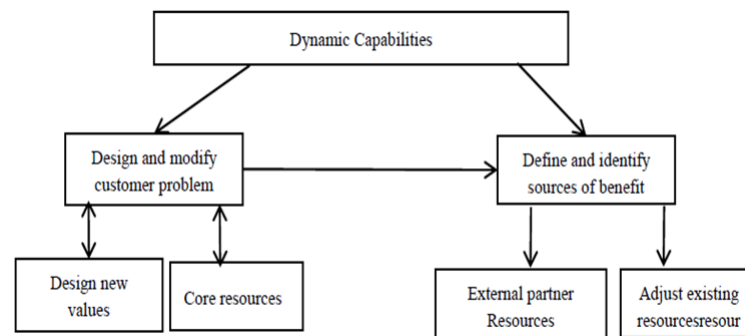 Dynamic Capabilities
Design and modify
customer problem
Define and identify
sources of benefit
Design new
values
Core resources
External partner
Resources
Adjust existing
resourcesresour